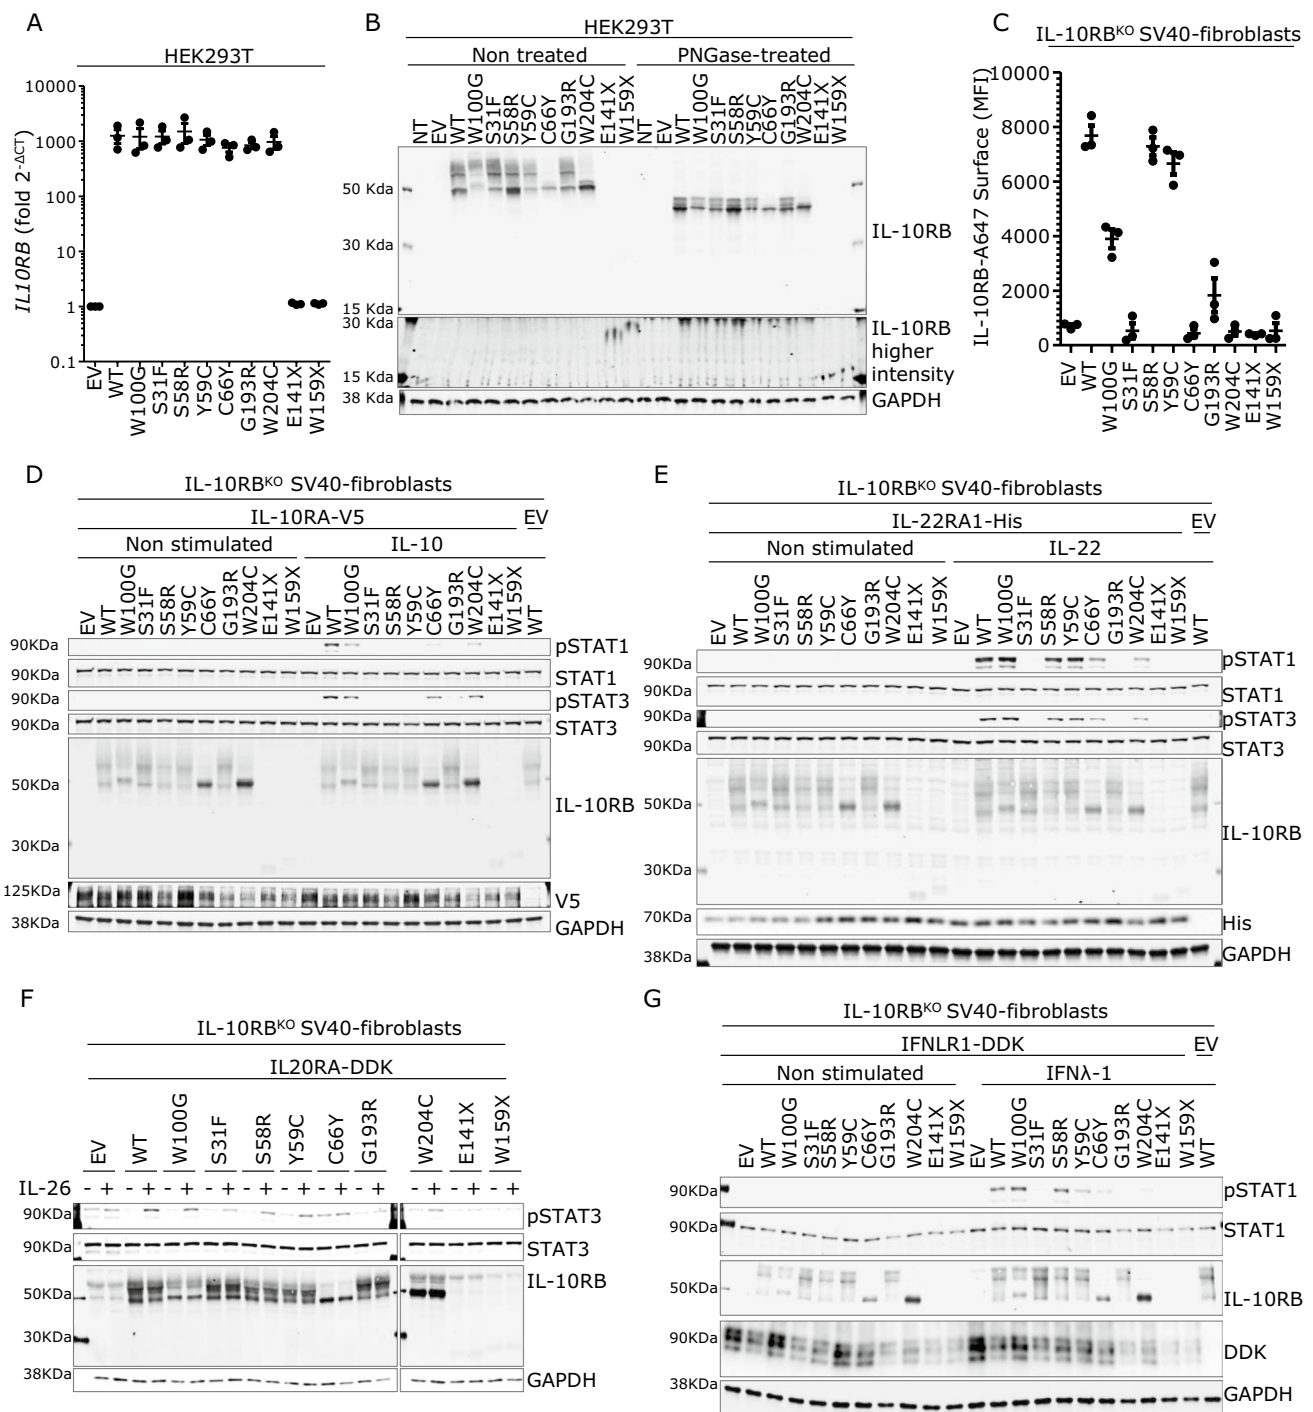 A
HEK293T
IL10RB (fold 2^-ΔCT)
10000
1000
100
10
1
0.1
EV
WT
W100G
S31F
S58R
Y59C
C66Y
G193R
W204C
E141X
W159X
B
HEK293T
Non treated
PNGase-treated
NT EV WT W100G S31F S58R Y59C C66Y G193R W204C E141X W159X NT EV WT W100G S31F S58R Y59C C66Y G193R W204C E141X W159X
50 Kda
30 Kda
15 Kda
IL-10RB
30 Kda
15 Kda
IL-10RB
higher
intensity
38 Kda
GAPDH
C
IL-10RBKO SV40-fibroblasts
IL-10RB-A647 Surface (MFI)
10000
8000
6000
4000
2000
0
EV
WT
W100G
S31F
S58R
Y59C
C66Y
G193R
W204C
E141X
W159X
D
IL-10RBKO SV40-fibroblasts
IL-10RA-V5 EV
Non stimulated IL-10
EV WT W100G S31F S58R Y59C C66Y G193R W204C E141X W159X EV WT W100G S31F S58R Y59C C66Y G193R W204C E141X W159X WT
90KDa pSTAT1
90KDa STAT1
90KDa pSTAT3
90KDa STAT3
50KDa IL-10RB
30KDa
125KDa V5
38KDa GAPDH
E
IL-10RBKO SV40-fibroblasts
IL-22RA1-His EV
Non stimulated IL-22
EV WT W100G S31F S58R Y59C C66Y G193R W204C E141X W159X EV WT W100G S31F S58R Y59C C66Y G193R W204C E141X W159X WT
90KDa pSTAT1
90KDa STAT1
90KDa pSTAT3
90KDa STAT3
50KDa IL-10RB
30KDa
70KDa His
38KDa GAPDH
F
IL-10RBKO SV40-fibroblasts
IL20RA-DDK
EV WT W100G S31F S58R Y59C C66Y G193R W204C E141X W159X
IL-26 - + - + - + - + - + - + - + - + - + - + - +
90KDa pSTAT3
90KDa STAT3
IL-10RB
50KDa
30KDa
38KDa GAPDH
G
IL-10RBKO SV40-fibroblasts
IFNLR1-DDK EV
Non stimulated IFNλ-1
EV WT W100G S31F S58R Y59C C66Y G193R W204C E141X W159X EV WT W100G S31F S58R Y59C C66Y G193R W204C E141X W159X WT
90KDa pSTAT1
90KDa STAT1
50KDa IL-10RB
90KDa DDK
38KDa GAPDH